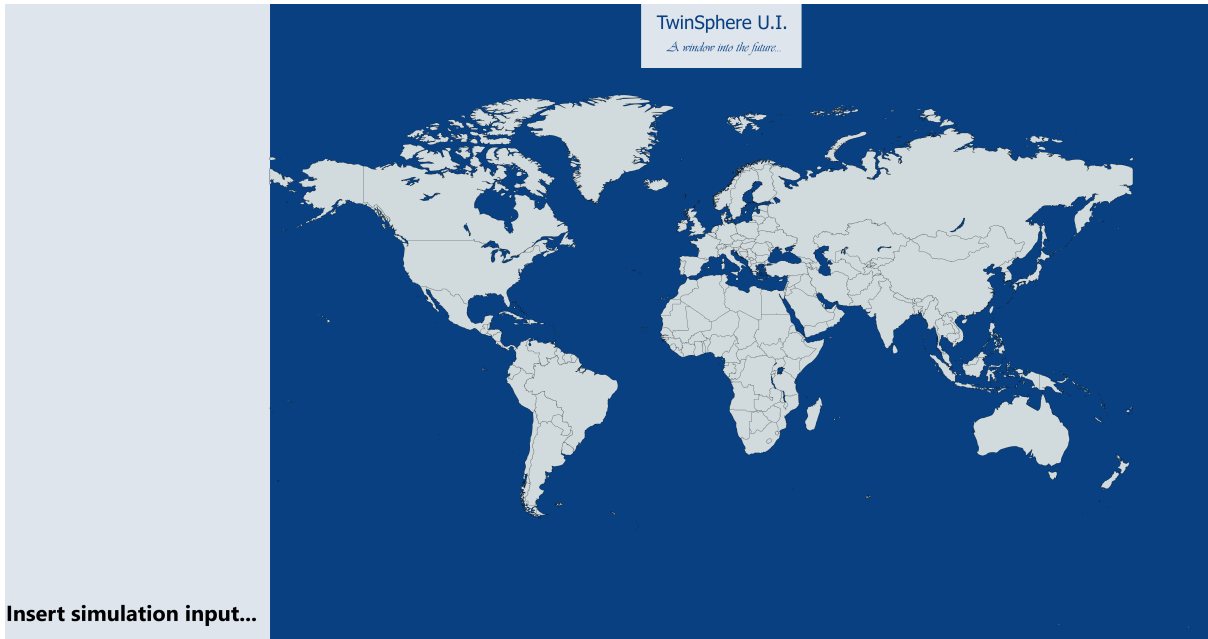 TwinSphere U.I.
A window into the future...
Insert simulation input...